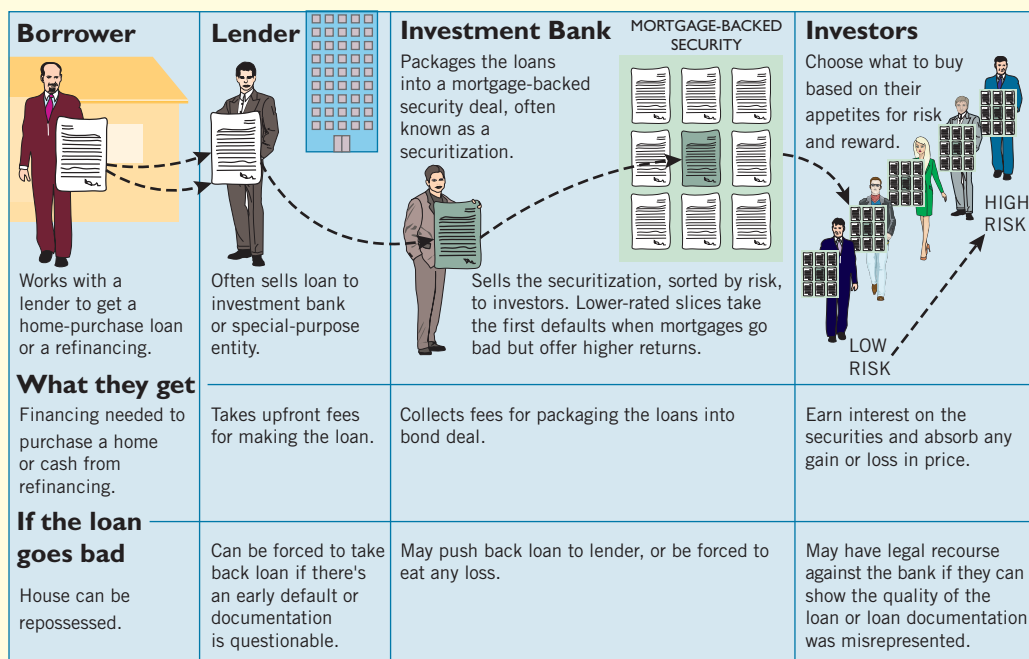 Borrower
Works with a
lender to get a
home-purchase loan
or a refinancing.
Lender
Often sells loan to
investment bank
or special-purpose
entity.
Investment Bank
Packages the loans
into a mortgage-backed
security deal, often
known as a
securitization.
MORTGAGE-BACKED
SECURITY
Sells the securitization, sorted by risk,
to investors. Lower-rated slices take
the first defaults when mortgages go
bad but offer higher returns.
Investors
Choose what to buy
based on their
appetites for risk
and reward.
HIGH
RISK
LOW
RISK
What they get
Financing needed to
purchase a home
or cash from
refinancing.
Takes upfront fees
for making the loan.
Collects fees for packaging the loans into
bond deal.
Earn interest on the
securities and absorb any
gain or loss in price.
If the loan
goes bad
House can be
repossessed.
Can be forced to take
back loan if there's
an early default or
documentation
is questionable.
May push back loan to lender, or be forced to
eat any loss.
May have legal recourse
against the bank if they can
show the quality of the
loan or loan documentation
was misrepresented.